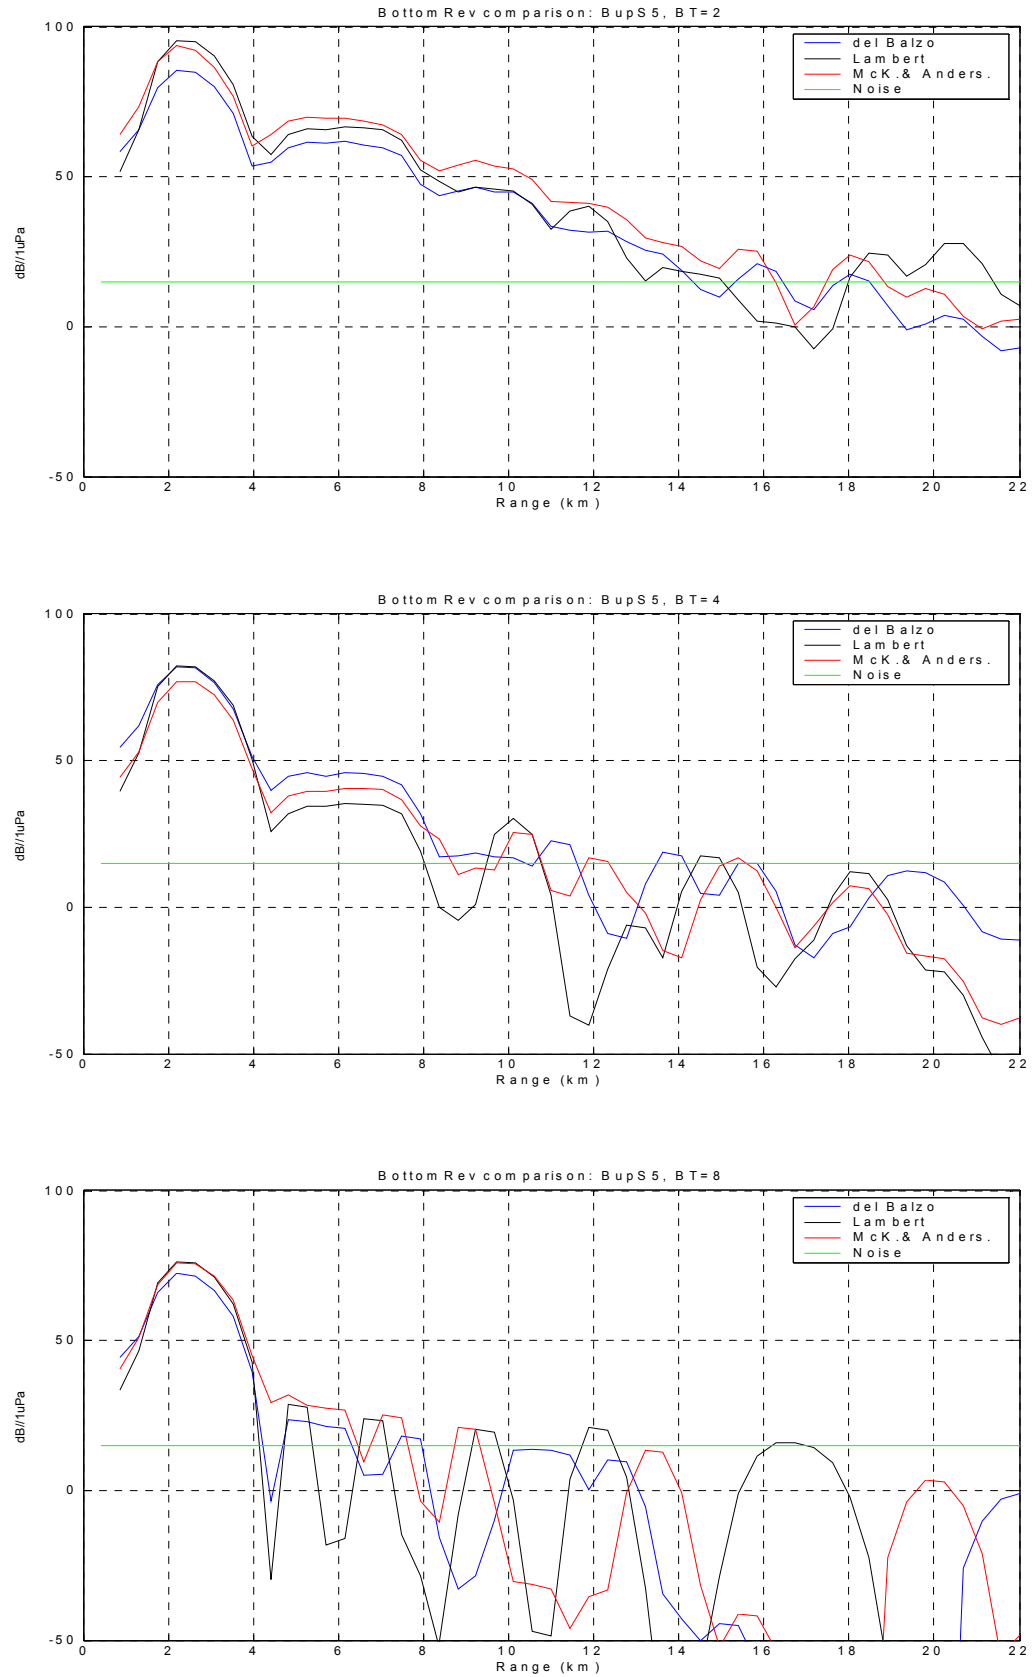 Bottom Rev comparison: BupS5, BT=2
100
50
0
-50
dB//1uPa
del Balzo
Lambert
McK.& Anders.
Noise
0 2 4 6 8 10 12 14 16 18 20 22
Range (km)
Bottom Rev comparison: BupS5, BT=4
100
50
0
-50
dB//1uPa
del Balzo
Lambert
McK.& Anders.
Noise
0 2 4 6 8 10 12 14 16 18 20 22
Range (km)
Bottom Rev comparison: BupS5, BT=8
100
50
0
-50
dB//1uPa
del Balzo
Lambert
McK.& Anders.
Noise
0 2 4 6 8 10 12 14 16 18 20 22
Range (km)